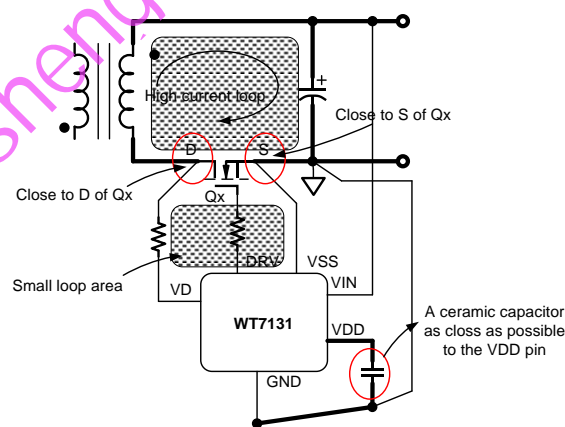 sheng
High current loop
+
Close to S of Qx
D
S
Close to D of Qx
Qx
Small loop area
DRV
VSS
VD
VIN
WT7131
VDD
A ceramic capacitor
as closs as possible
to the VDD pin
GND